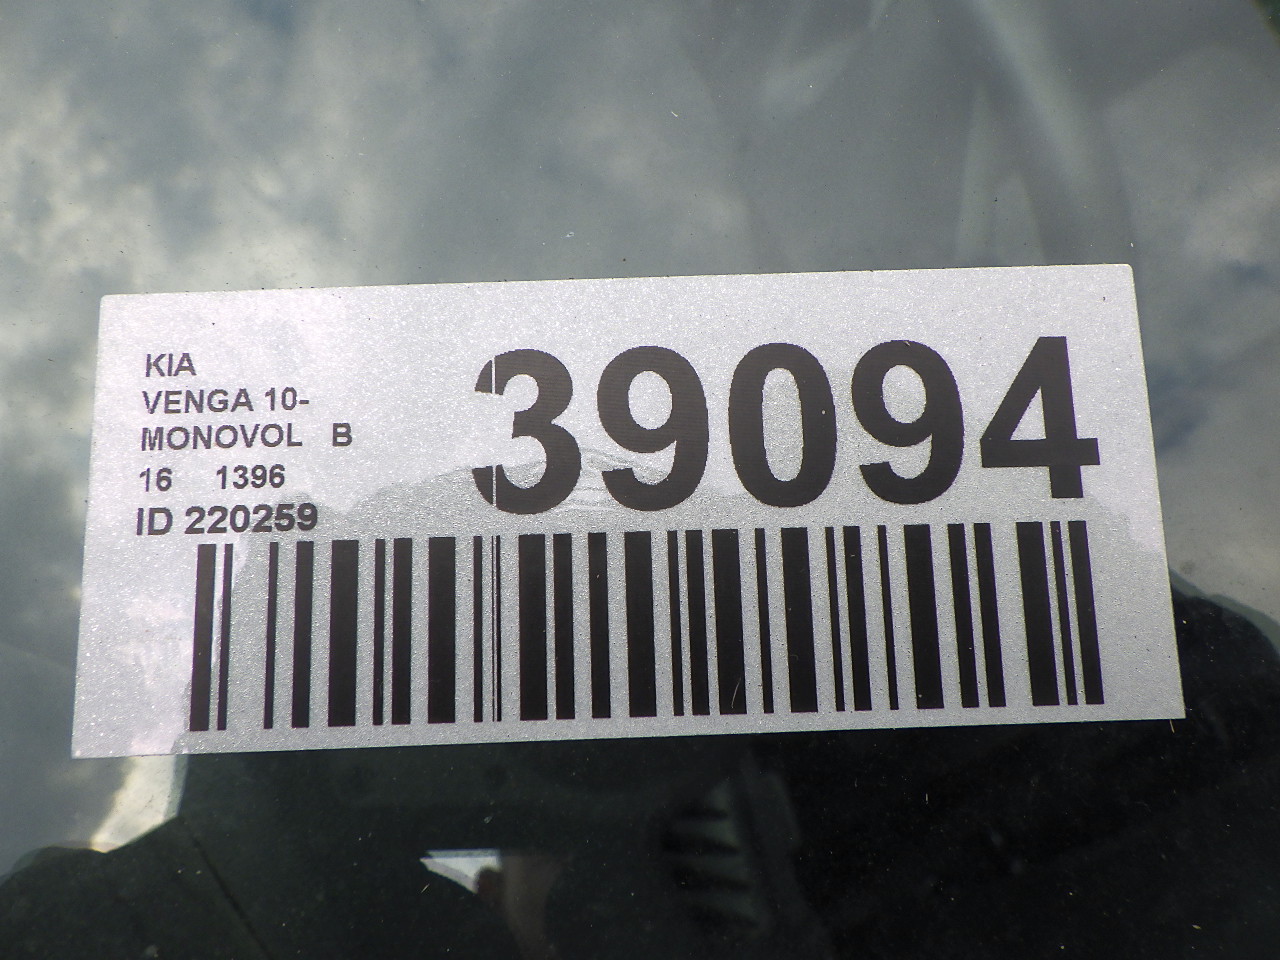 KIA
VENGA 10-
MONOVOL B
16 1396
ID 220259
39094